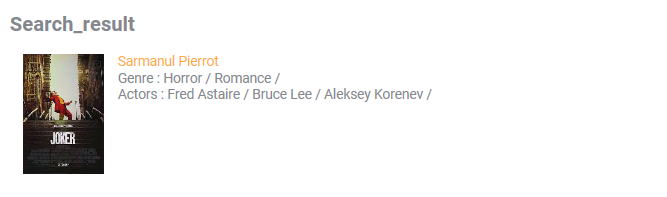 Search_result
Sarmanul Pierrot
Genre : Horror / Romance /
Actors : Fred Astaire / Bruce Lee / Aleksey Korenev /
JOKER